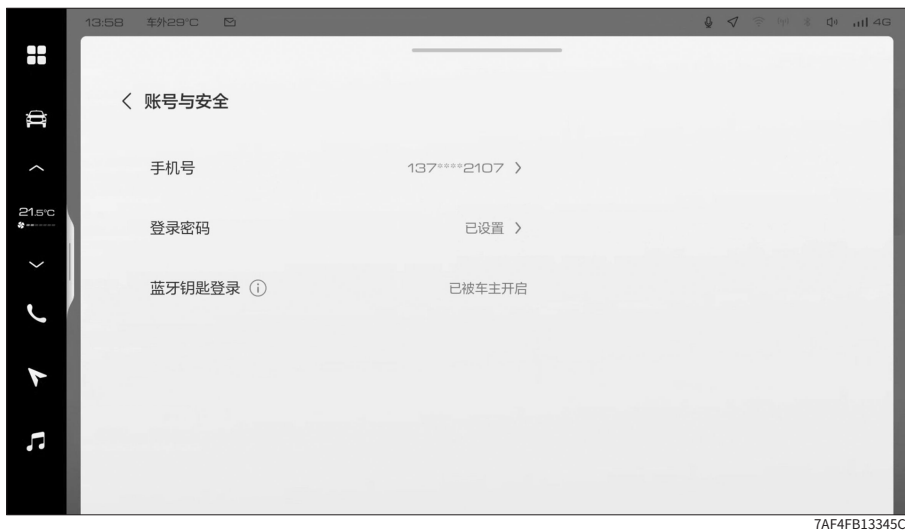 13:58 车外29°C 4G
账号与安全
手机号 137****2107
21.5°C
登录密码 已设置
蓝牙钥匙登录 已被车主开启
7AF4FB13345C